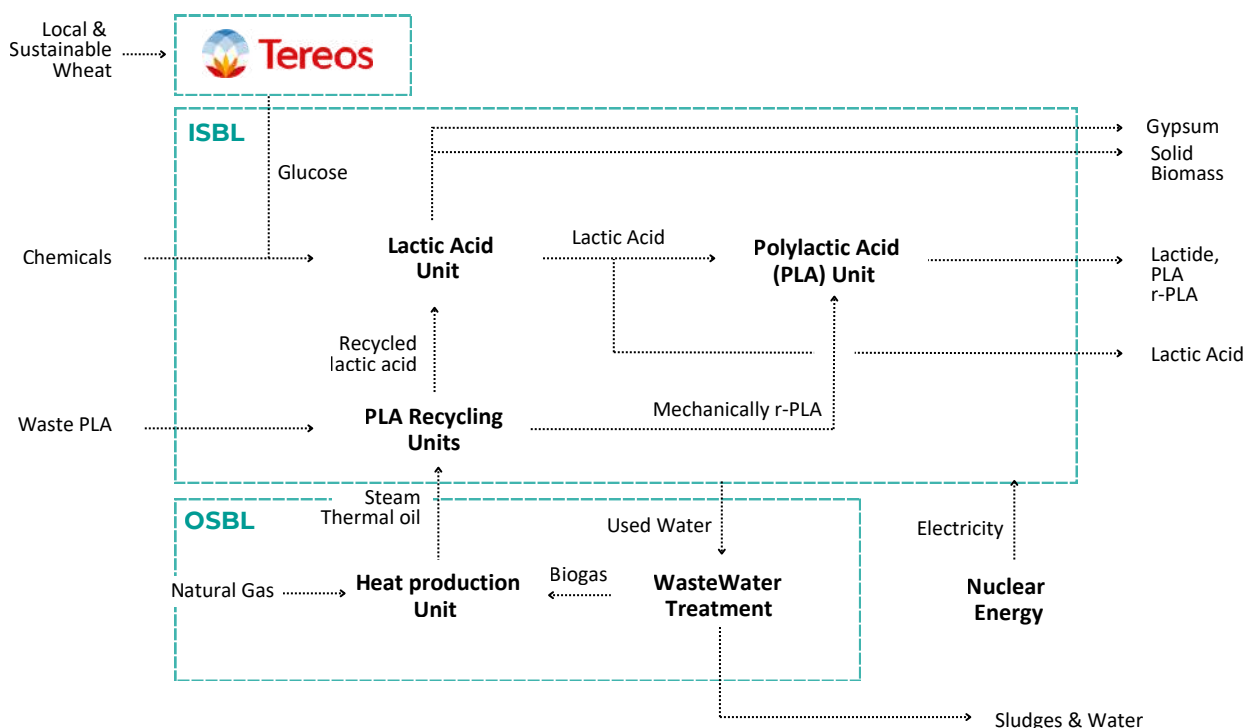 Local &
Sustainable
Wheat
Tereos
ISBL
Gypsum
Solid
Biomass
Glucose
Chemicals
Lactic Acid
Unit
Lactic Acid
Polylactic Acid
(PLA) Unit
Lactide,
PLA
r-PLA
Recycled
lactic acid
Lactic Acid
Waste PLA
PLA Recycling
Units
Mechanically r-PLA
OSBL
Steam
Thermal oil
Used Water
Electricity
Natural Gas
Heat production
Unit
Biogas
WasteWater
Treatment
Nuclear
Energy
Sludges & Water